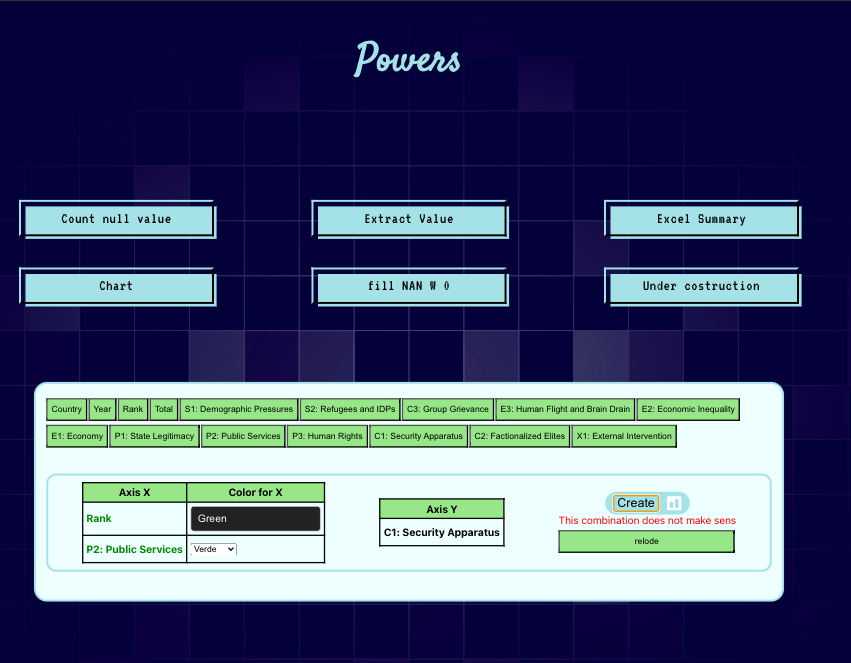 Powers
Count null value
Extract Value
Excel Summary
Chart
fill NAN W 0
Under costruction
Country Year Rank Total S1: Demographic Pressures S2: Refugees and IDPs C3: Group Grievance E3: Human Flight and Brain Drain E2: Economic Inequality
E1: Economy P1: State Legitimacy P2: Public Services P3: Human Rights C1: Security Apparatus C2: Factionalized Elites X1: External Intervention
Axis X Color for X
Rank Green
P2: Public Services Verde
Axis Y
C1: Security Apparatus
Create
This combination does not make sens
relode